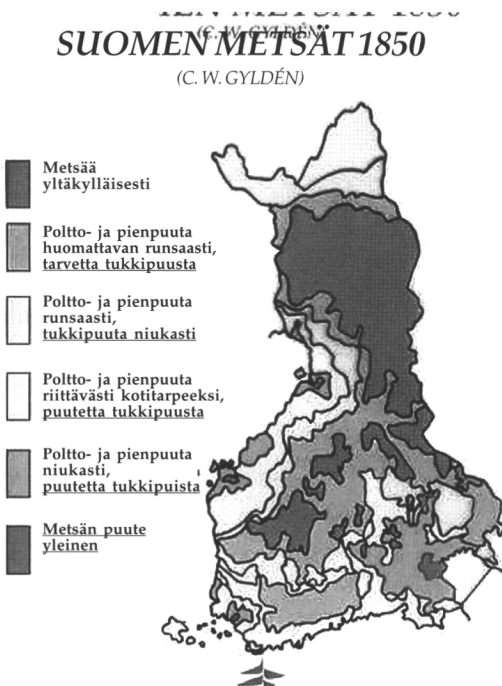 SUOMEN METSÄT 1850
(C. W. GYLDÉN)
Metsää
yltäkylläisesti
Poltto- ja pienpuuta
huomattavan runsaasti,
tarvetta tukkipuusta
Poltto- ja pienpuuta
runsaasti,
tukkipuuta niukasti
Poltto- ja pienpuuta
riittävästi kotitarpeeksi,
puutetta tukkipuusta
Poltto- ja pienpuuta
niukasti,
puutetta tukkipuista
Metsän puute
yleinen